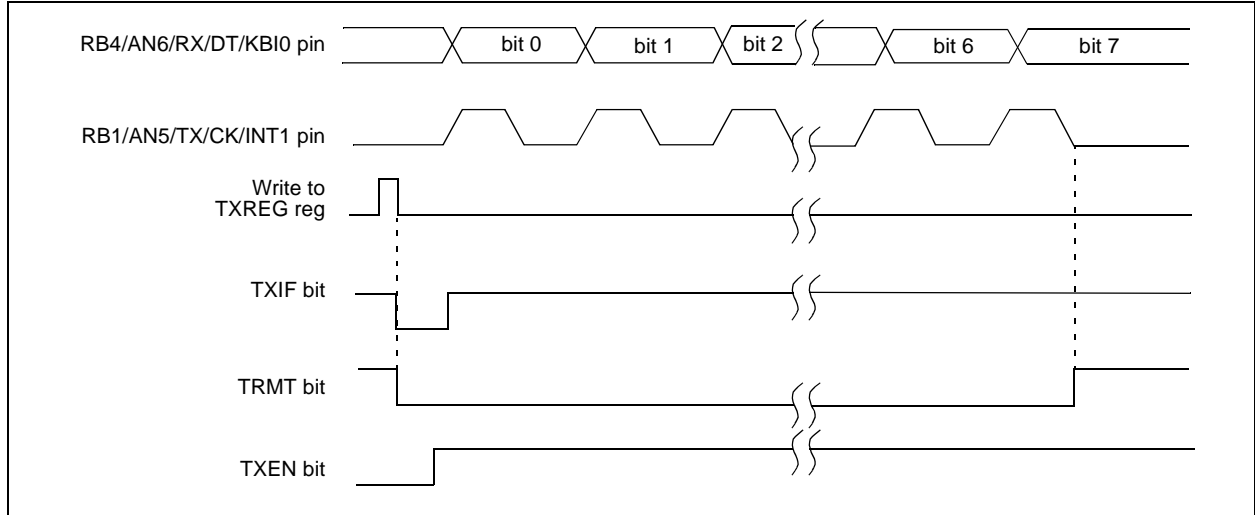 RB4/AN6/RX/DT/KBI0 pin
bit 0 bit 1 bit 2 bit 6 bit 7
RB1/AN5/TX/CK/INT1 pin
Write to
TXREG reg
TXIF bit
TRMT bit
TXEN bit